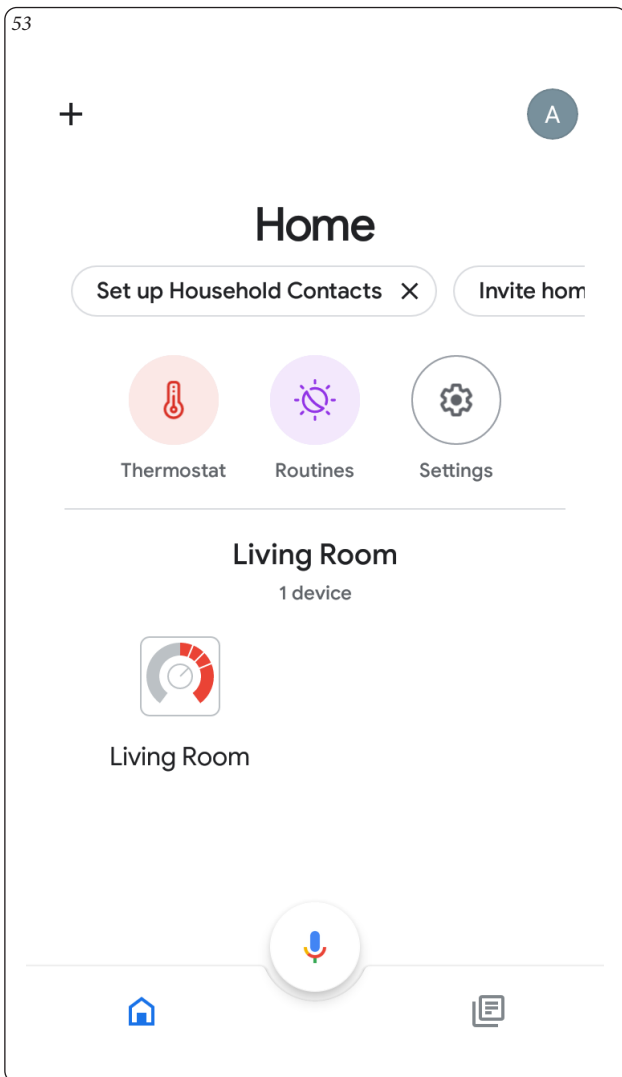 53
A
Home
Set up Household Contacts
Invite hom
Thermostat Routines Settings
Living Room
1 device
Living Room